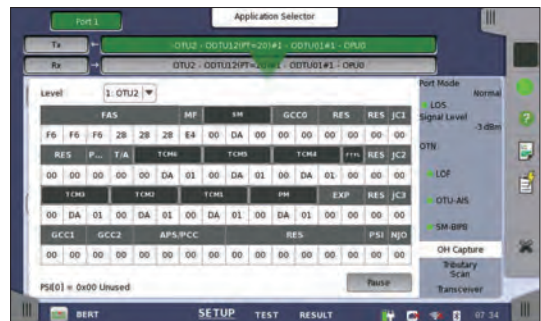 Port 1
Application Selector
Tx
OTU2 - ODTU12(PT=20)#1 - ODTU01#1 - OPU0
Rx
OTU2 - ODTU12(PT=20)#1 - ODTU01#1 - OPU0
Level
1: OTU2
FAS MF SM GCC0 RES RES JC1
F6 F6 F6 28 28 28 E4 00 DA 00 00 00 00 00 00 00
RES P... T/A TCM6 TCM5 TCM4 FTFL RES JC2
00 00 00 00 00 DA 01 00 DA 01 00 DA 01 00 00 00
TCM3 TCM2 TCM1 PM EXP RES JC3
00 DA 01 00 DA 01 00 DA 01 00 DA 01 00 00 00 00
GCC1 GCC2 APS/PCC RES PSI NJO
00 00 00 00 00 00 00 00 00 00 00 00 00 00 00 00
PSI[0] = 0x00 Unused
Pause
Port Mode
Normal
LOS
Signal Level
-3 dBm
OTN
LOF
OTU-AIS
SM-BIP8
OH Capture
Tributary
Scan
Transceiver
BERT
SETUP
TEST
RESULT
07:34